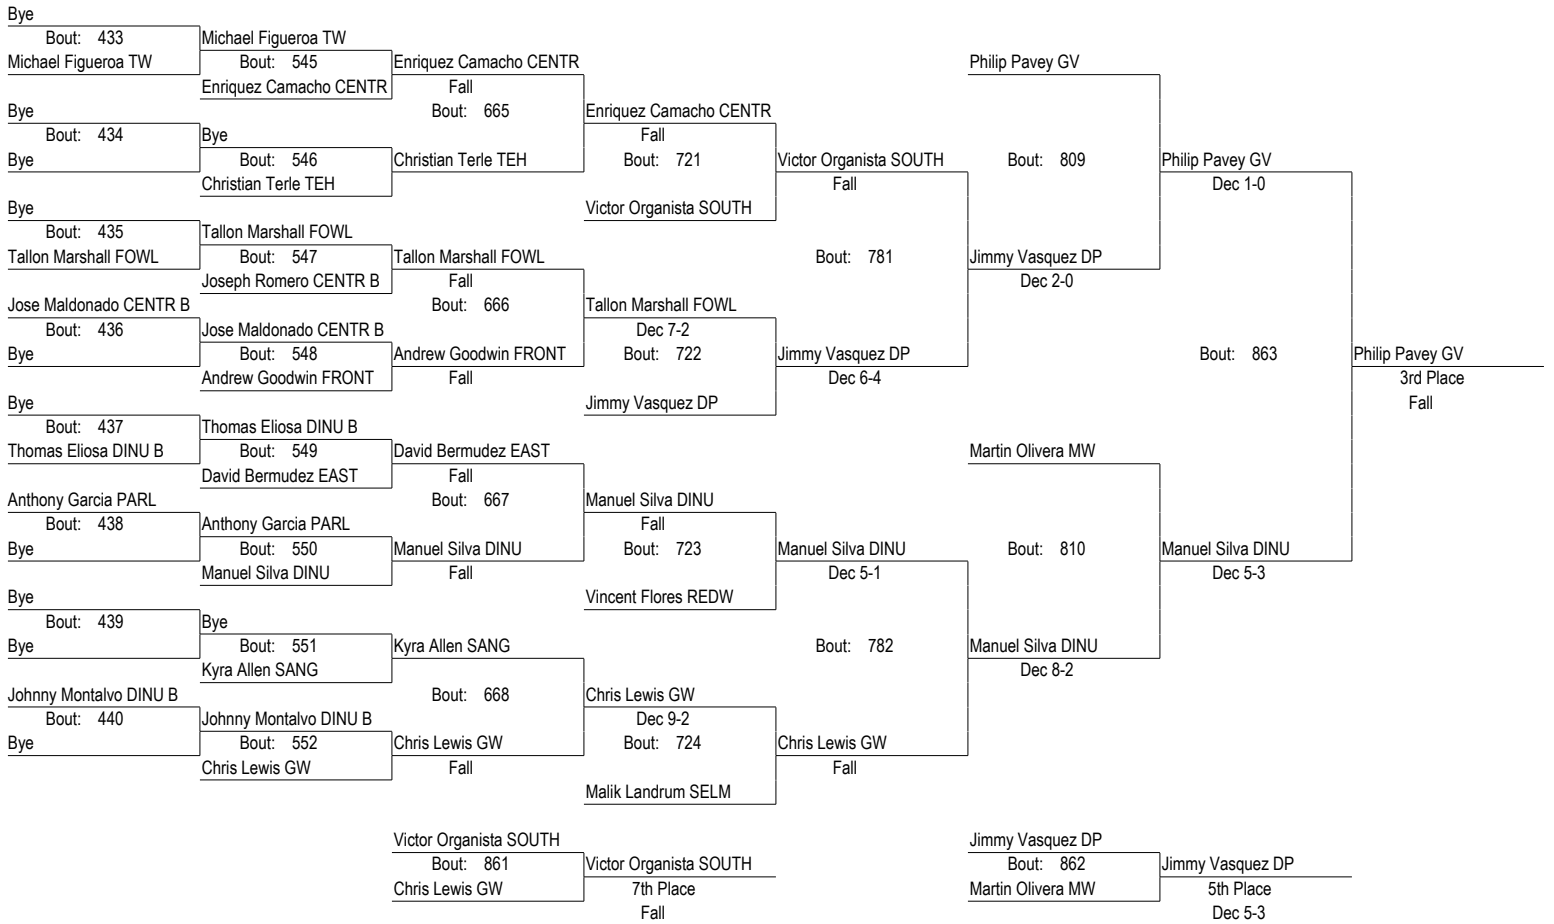 Bye
Bout: 433
Michael Figueroa TW
Michael Figueroa TW
Bout: 545
Enriquez Camacho CENTR
Enriquez Camacho CENTR
Fall
Bout: 665
Bye
Bout: 434
Bye
Bye
Bout: 546
Christian Terle TEH
Christian Terle TEH
Enriquez Camacho CENTR
Fall
Bout: 721
Victor Organista SOUTH
Victor Organista SOUTH
Fall
Bye
Bout: 435
Tallon Marshall FOWL
Tallon Marshall FOWL
Bout: 547
Joseph Romero CENTR B
Tallon Marshall FOWL
Fall
Bout: 666
Jose Maldonado CENTR B
Bout: 436
Bye
Jose Maldonado CENTR B
Bout: 548
Andrew Goodwin FRONT
Andrew Goodwin FRONT
Fall
Tallon Marshall FOWL
Dec 7-2
Bout: 722
Jimmy Vasquez DP
Jimmy Vasquez DP
Dec 6-4
Bout: 781
Philip Pavey GV
Bout: 809
Jimmy Vasquez DP
Dec 2-0
Philip Pavey GV
Dec 1-0
Bye
Bout: 437
Thomas Eliosa DINU B
Thomas Eliosa DINU B
Bout: 549
David Bermudez EAST
David Bermudez EAST
Fall
Bout: 667
Anthony Garcia PARL
Bout: 438
Bye
Anthony Garcia PARL
Bout: 550
Manuel Silva DINU
Manuel Silva DINU
Fall
Manuel Silva DINU
Fall
Bout: 723
Vincent Flores REDW
Manuel Silva DINU
Dec 5-1
Bye
Bout: 439
Bye
Bye
Bout: 551
Kyra Allen SANG
Kyra Allen SANG
Bout: 668
Johnny Montalvo DINU B
Bout: 440
Bye
Johnny Montalvo DINU B
Bout: 552
Chris Lewis GW
Chris Lewis GW
Fall
Chris Lewis GW
Dec 9-2
Bout: 724
Malik Landrum SELM
Chris Lewis GW
Fall
Bout: 782
Martin Olivera MW
Bout: 810
Manuel Silva DINU
Dec 8-2
Manuel Silva DINU
Dec 5-3
Bout: 863
Philip Pavey GV
3rd Place
Fall
Victor Organista SOUTH
Bout: 861
Chris Lewis GW
Victor Organista SOUTH
7th Place
Fall
Jimmy Vasquez DP
Bout: 862
Martin Olivera MW
Jimmy Vasquez DP
5th Place
Dec 5-3